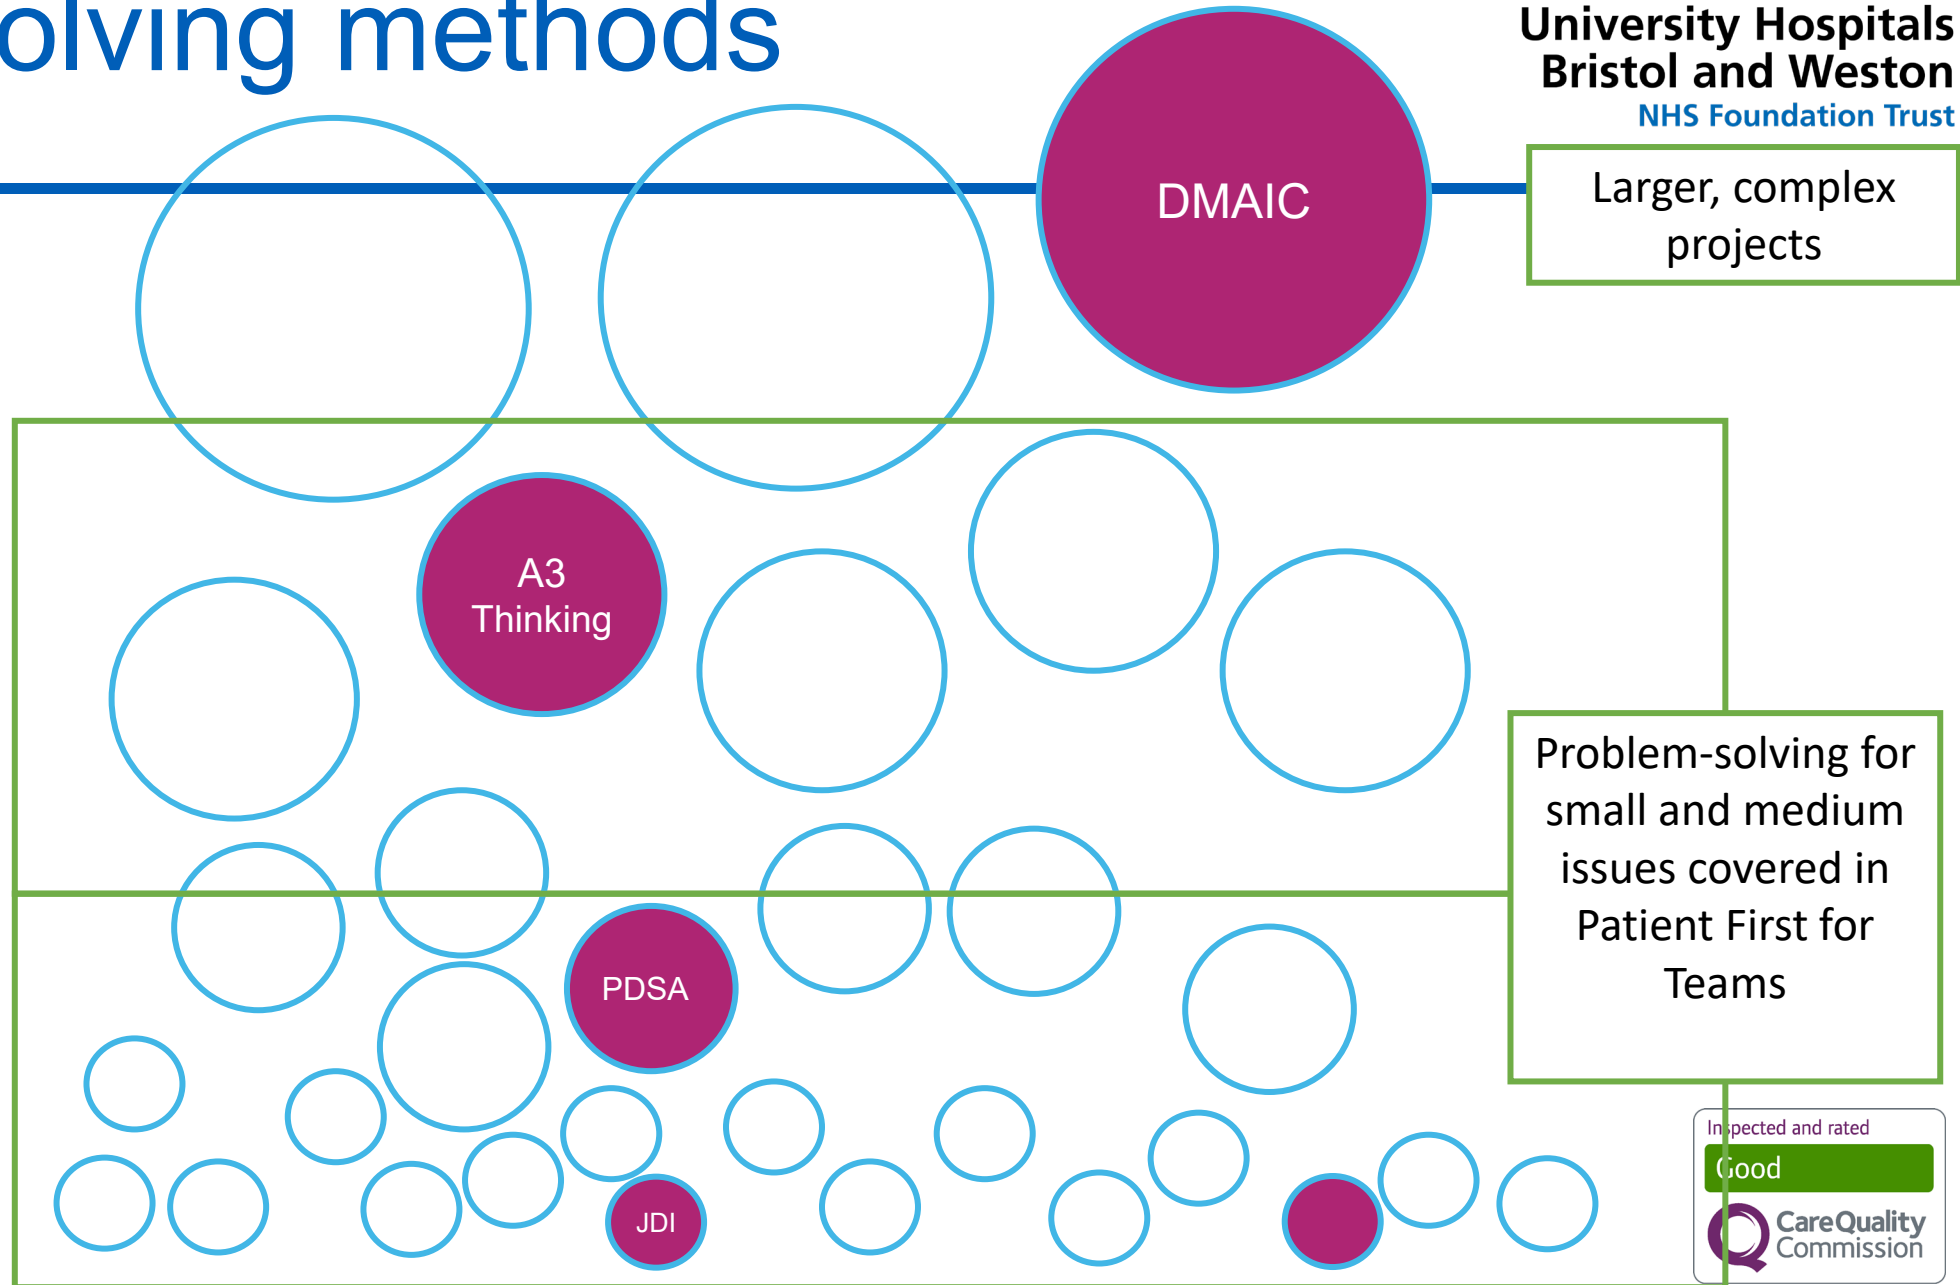 olving methods
University Hospitals
Bristol and Weston
NHS Foundation Trust
DMAIC
Larger, complex
projects
A3
Thinking
Problem-solving for
small and medium
issues covered in
Patient First for
Teams
PDSA
JDI
Inspected and rated
Good
CareQuality
Commission